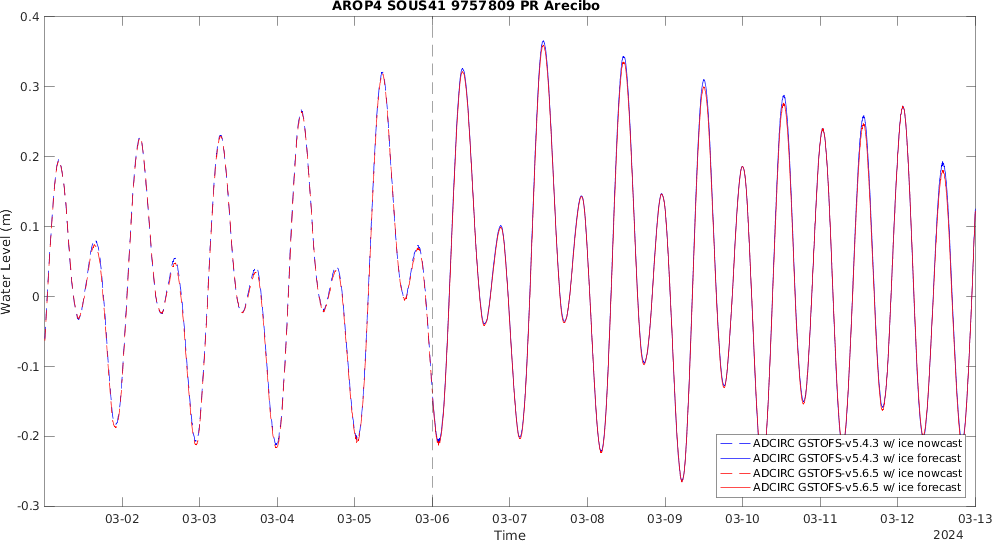 AROP4 SOUS41 9757809 PR Arecibo
0.4
0.3
0.2
0.1
0
-0.1
-0.2
-0.3
Water Level (m)
ADCIRC GSTOFS-v5.4.3 w/ ice nowcast
ADCIRC GSTOFS-v5.4.3 w/ ice forecast
ADCIRC GSTOFS-v5.6.5 w/ ice nowcast
ADCIRC GSTOFS-v5.6.5 w/ ice forecast
03-02 03-03 03-04 03-05 03-06 03-07 03-08 03-09 03-10 03-11 03-12 03-13
Time
2024